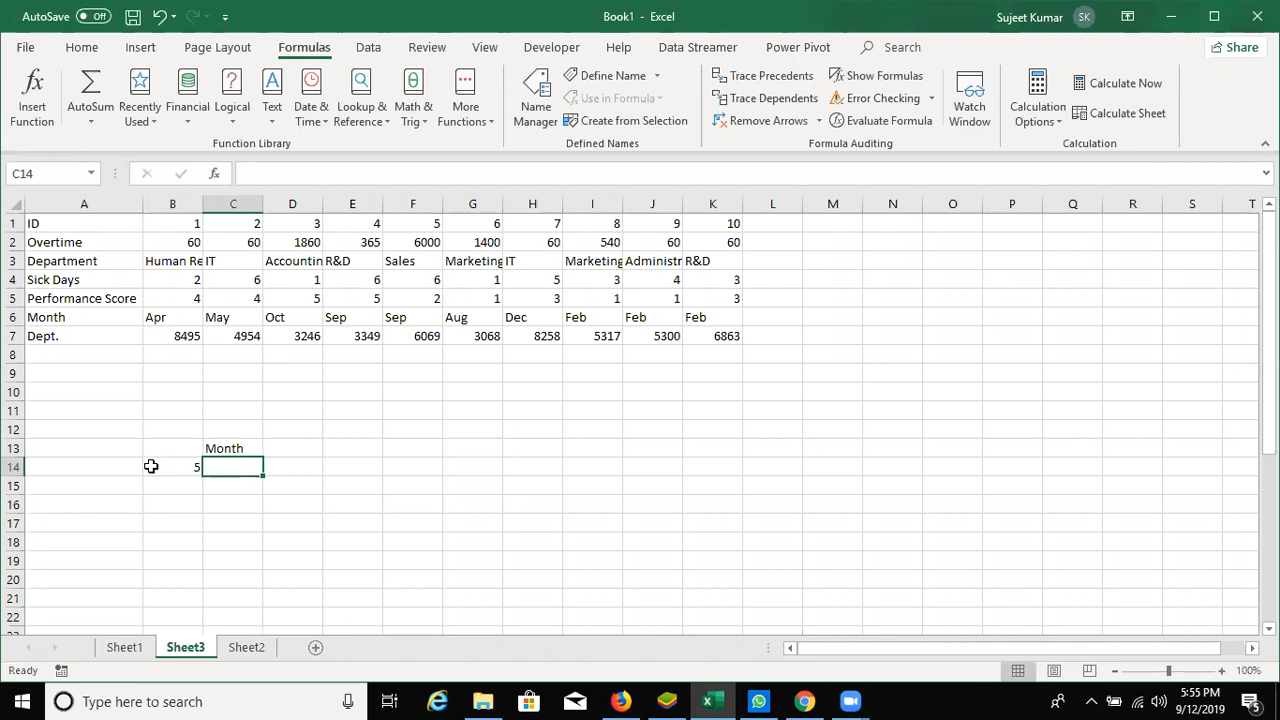 AutoSave Off Book1 - Excel Sujeet Kumar SK
File Home Insert Page Layout Formulas Data Review View Developer Help Data Streamer Power Pivot Search Share
Insert Function AutoSum Recently Used Financial Logical Text Date & Time Lookup & Reference Math & Trig More Functions
Function Library
Name Manager Define Name Use in Formula Create from Selection
Defined Names
Trace Precedents Trace Dependents Remove Arrows Show Formulas Error Checking Evaluate Formula Watch Window
Formula Auditing
Calculation Options Calculate Now Calculate Sheet
Calculation
C14 fx
A B C D E F G H I J K L M N O P Q R S T
1 ID 1 2 3 4 5 6 7 8 9 10
2 Overtime 60 60 1860 365 6000 1400 60 540 60 60
3 Department Human Re IT Accountin R&D Sales Marketing IT Marketing Administr R&D
4 Sick Days 2 6 1 6 6 1 5 3 4 3
5 Performance Score 4 4 5 5 2 1 3 1 1 3
6 Month Apr May Oct Sep Sep Aug Dec Feb Feb Feb
7 Dept. 8495 4954 3246 3349 6069 3068 8258 5317 5300 6863
8
9
10
11
12
13 Month
14 5
15
16
17
18
19
20
21
22
Sheet1 Sheet3 Sheet2
Ready 100%
Type here to search 5:55 PM
9/12/2019 5